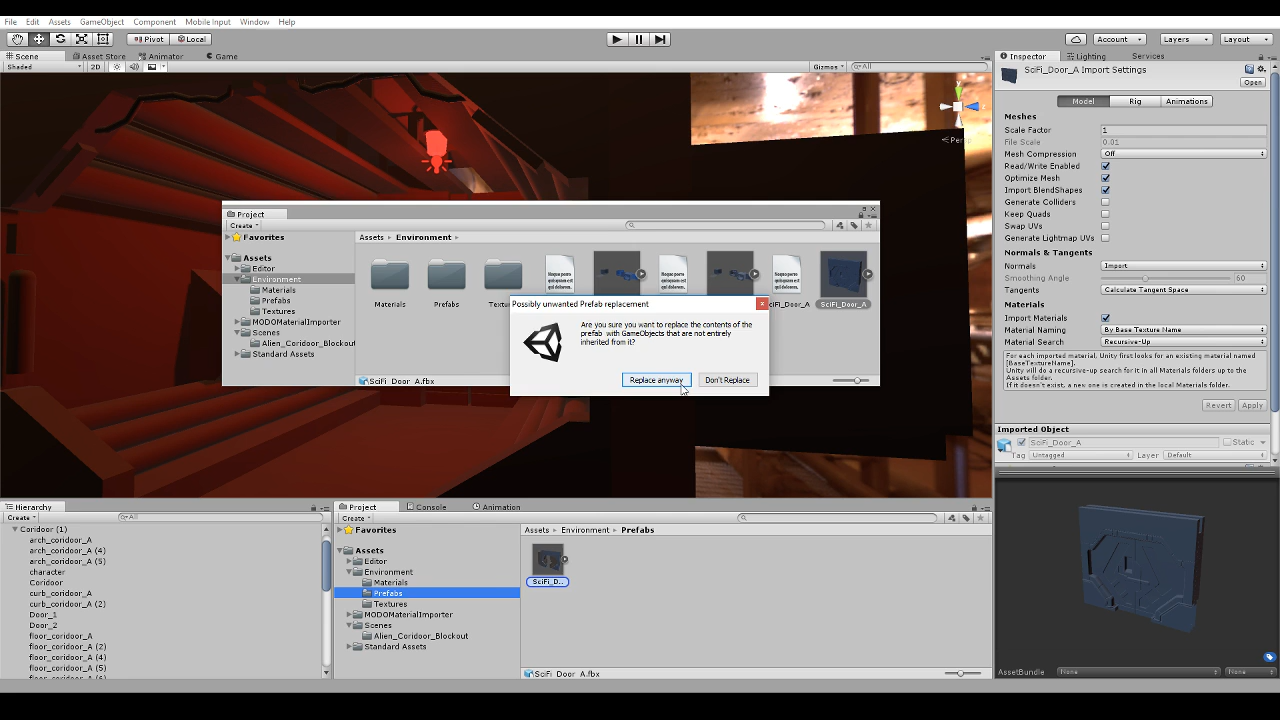 File Edit Assets GameObject Component Mobile Input Window Help
Pivot Local Account Layers Layout
Scene Asset Store Animator Game
Shaded 2D Gizmos All
Inspector Lighting Services
SciFi_Door_A Import Settings
Open
Model Rig Animations
Meshes
Scale Factor 1
File Scale 0.01
Mesh Compression Off
Read/Write Enabled
Optimize Mesh
Import BlendShapes
Generate Colliders
Keep Quads
Swap UVs
Generate Lightmap UVs
Normals & Tangents
Normals Import
Smoothing Angle 60
Tangents Calculate Tangent Space
Materials
Import Materials
Material Naming By Base Texture Name
Material Search Recursive-Up
For each imported material, Unity first looks for an existing material named
[BaseTextureName].
Unity will do a recursive-up search for it in all Materials folders up to the
Assets folder.
If it doesn't exist, a new one is created in the local Materials folder.
Revert Apply
Imported Object
SciFi_Door_A Static
Tag Untagged Layer Default
AssetBundle None None
y
z
Persp
Project
Create
Favorites
Assets
Editor
Environment
Materials
Prefabs
Textures
MODOMaterialImporter
Scenes
Alien_Coridoor_Blockout
Standard Assets
Assets Environment
Materials Prefabs Textu
ciFi_Door_A SciFi_Door_A
SciFi_Door_A.fbx
Possibly unwanted Prefab replacement
Are you sure you want to replace the contents of the
prefab with GameObjects that are not entirely
inherited from it?
Replace anyway Don't Replace
Hierarchy
Create All
Coridoor (1)
arch_coridoor_A
arch_coridoor_A (4)
arch_coridoor_A (5)
character
Coridoor
curb_coridoor_A
curb_coridoor_A (2)
Door_1
Door_2
floor_coridoor_A
floor_coridoor_A (2)
floor_coridoor_A (4)
floor_coridoor_A (5)
Project Console Animation
Create
Favorites
Assets
Editor
Environment
Materials
Prefabs
Textures
MODOMaterialImporter
Scenes
Alien_Coridoor_Blockout
Standard Assets
Assets Environment Prefabs
SciFi_D...
SciFi_Door_A.fbx